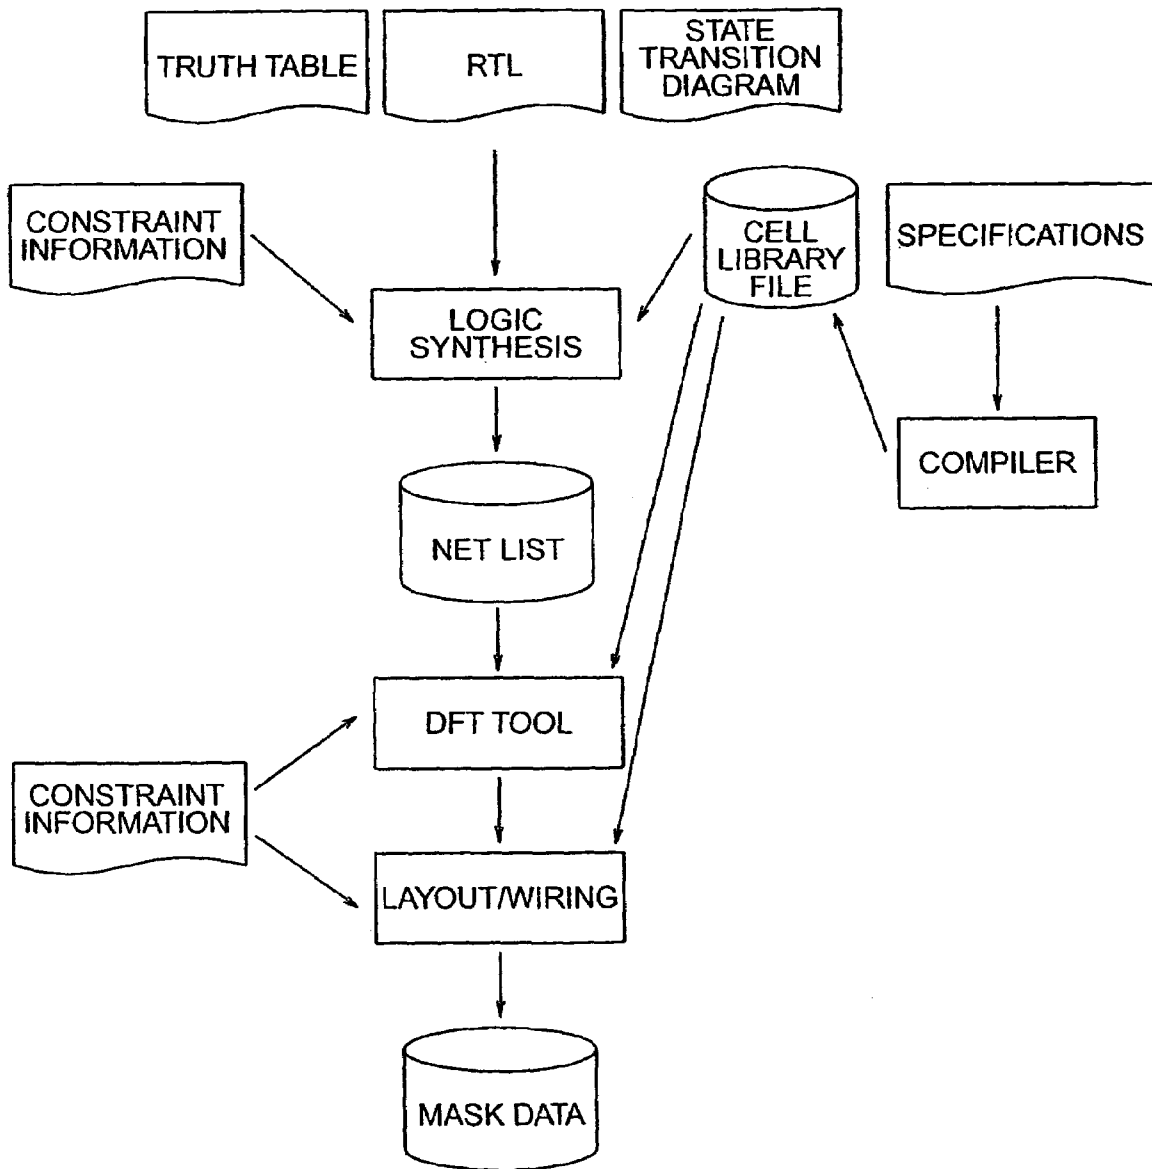 TRUTH TABLE
RTL
STATE
TRANSITION
DIAGRAM
CONSTRAINT
INFORMATION
CELL
LIBRARY
FILE
SPECIFICATIONS
LOGIC
SYNTHESIS
COMPILER
NET LIST
DFT TOOL
CONSTRAINT
INFORMATION
LAYOUT/WIRING
MASK DATA